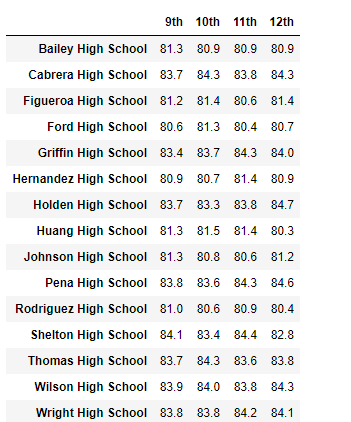 9th 10th 11th 12th
Bailey High School 81.3 80.9 80.9 80.9
Cabrera High School 83.7 84.3 83.8 84.3
Figueroa High School 81.2 81.4 80.6 81.4
Ford High School 80.6 81.3 80.4 80.7
Griffin High School 83.4 83.7 84.3 84.0
Hernandez High School 80.9 80.7 81.4 80.9
Holden High School 83.7 83.3 83.8 84.7
Huang High School 81.3 81.5 81.4 80.3
Johnson High School 81.3 80.8 80.6 81.2
Pena High School 83.8 83.6 84.3 84.6
Rodriguez High School 81.0 80.6 80.9 80.4
Shelton High School 84.1 83.4 84.4 82.8
Thomas High School 83.7 84.3 83.6 83.8
Wilson High School 83.9 84.0 83.8 84.3
Wright High School 83.8 83.8 84.2 84.1